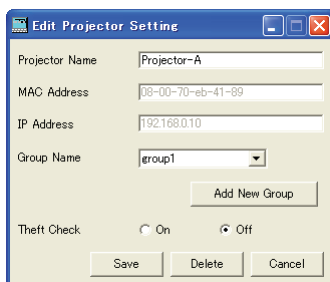 Edit Projector Setting
Projector Name Projector-A
MAC Address 08-00-70-eb-41-89
IP Address 192.168.0.10
Group Name group1
Add New Group
Theft Check On Off
Save Delete Cancel